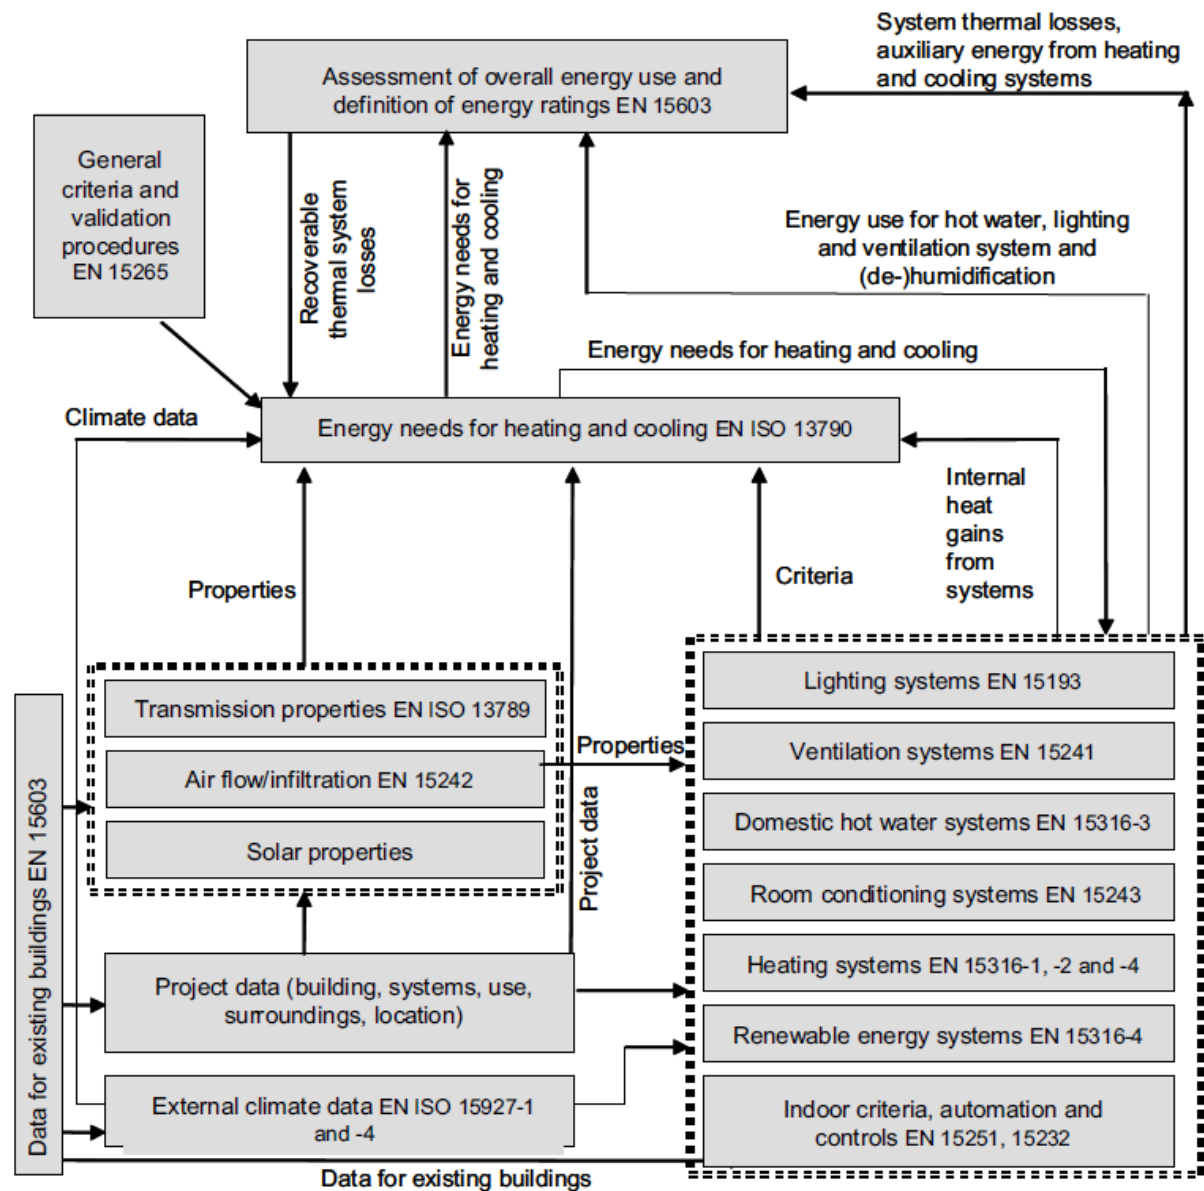 System thermal losses,
auxiliary energy from heating
and cooling systems
Assessment of overall energy use and
definition of energy ratings EN 15603
General
criteria and
validation
procedures
EN 15265
Recoverable
thermal system
losses
Energy needs for
heating and cooling
Energy use for hot water, lighting
and ventilation system and
(de-)humidification
Energy needs for heating and cooling
Climate data
Energy needs for heating and cooling EN ISO 13790
Internal
heat
gains
from
systems
Properties
Criteria
Transmission properties EN ISO 13789
Air flow/infiltration EN 15242
Solar properties
Properties
Project data
Lighting systems EN 15193
Ventilation systems EN 15241
Domestic hot water systems EN 15316-3
Room conditioning systems EN 15243
Heating systems EN 15316-1, -2 and -4
Renewable energy systems EN 15316-4
Indoor criteria, automation and
controls EN 15251, 15232
Data for existing buildings EN 15603
Project data (building, systems, use,
surroundings, location)
External climate data EN ISO 15927-1
and -4
Data for existing buildings